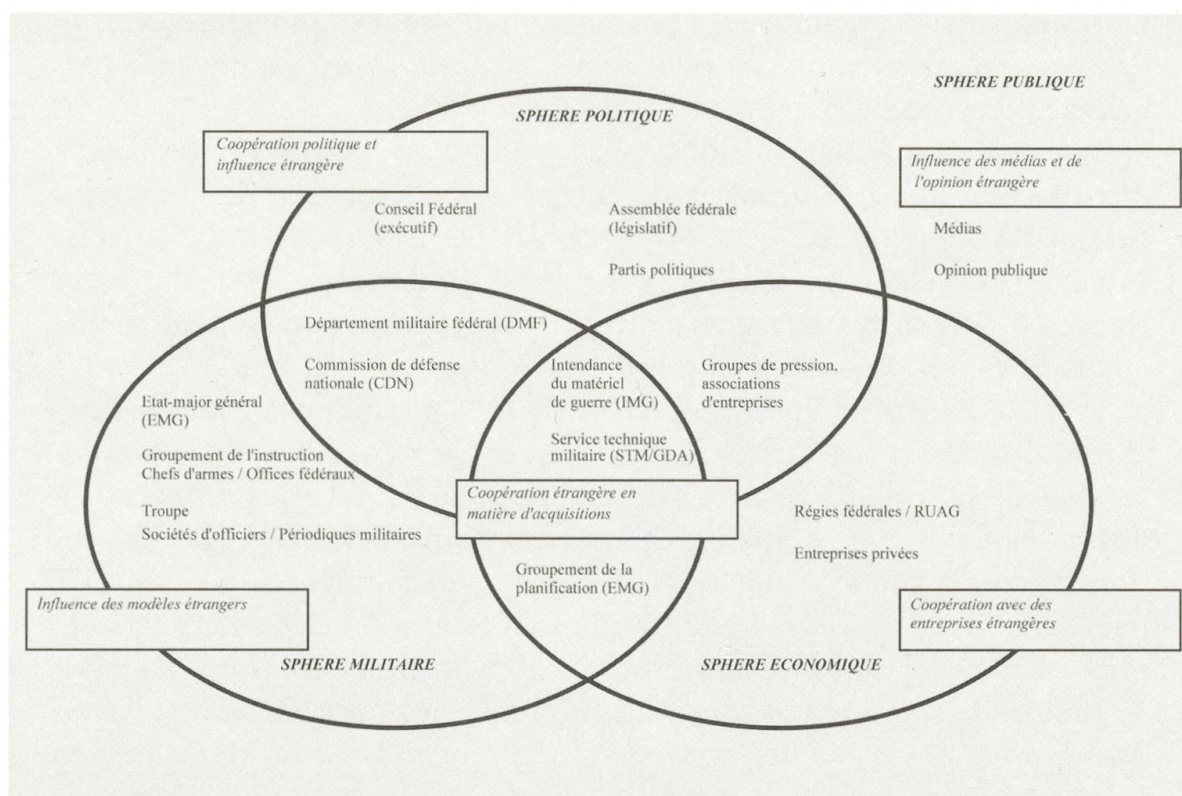 SPHERE PUBLIQUE
SPHERE POLITIQUE
Coopération politique et
influence étrangère
Influence des médias et de
l'opinion étrangère
Conseil Fédéral
(exécutif)
Assemblée fédérale
(législatif)
Partis politiques
Médias
Opinion publique
Département militaire fédéral (DMF)
Commission de défense
nationale (CDN)
Intendance
du matériel
de guerre (IMG)
Service technique
militaire (STM/GDA)
Groupes de pression,
associations
d'entreprises
Etat-major général
(EMG)
Groupement de l'instruction
Chefs d'armes / Offices fédéraux
Troupe
Sociétés d'officiers / Périodiques militaires
Coopération étrangère en
matière d'acquisitions
Régies fédérales / RUAG
Entreprises privées
Groupement de la
planification (EMG)
Influence des modèles étrangers
Coopération avec des
entreprises étrangères
SPHERE MILITAIRE
SPHERE ECONOMIQUE